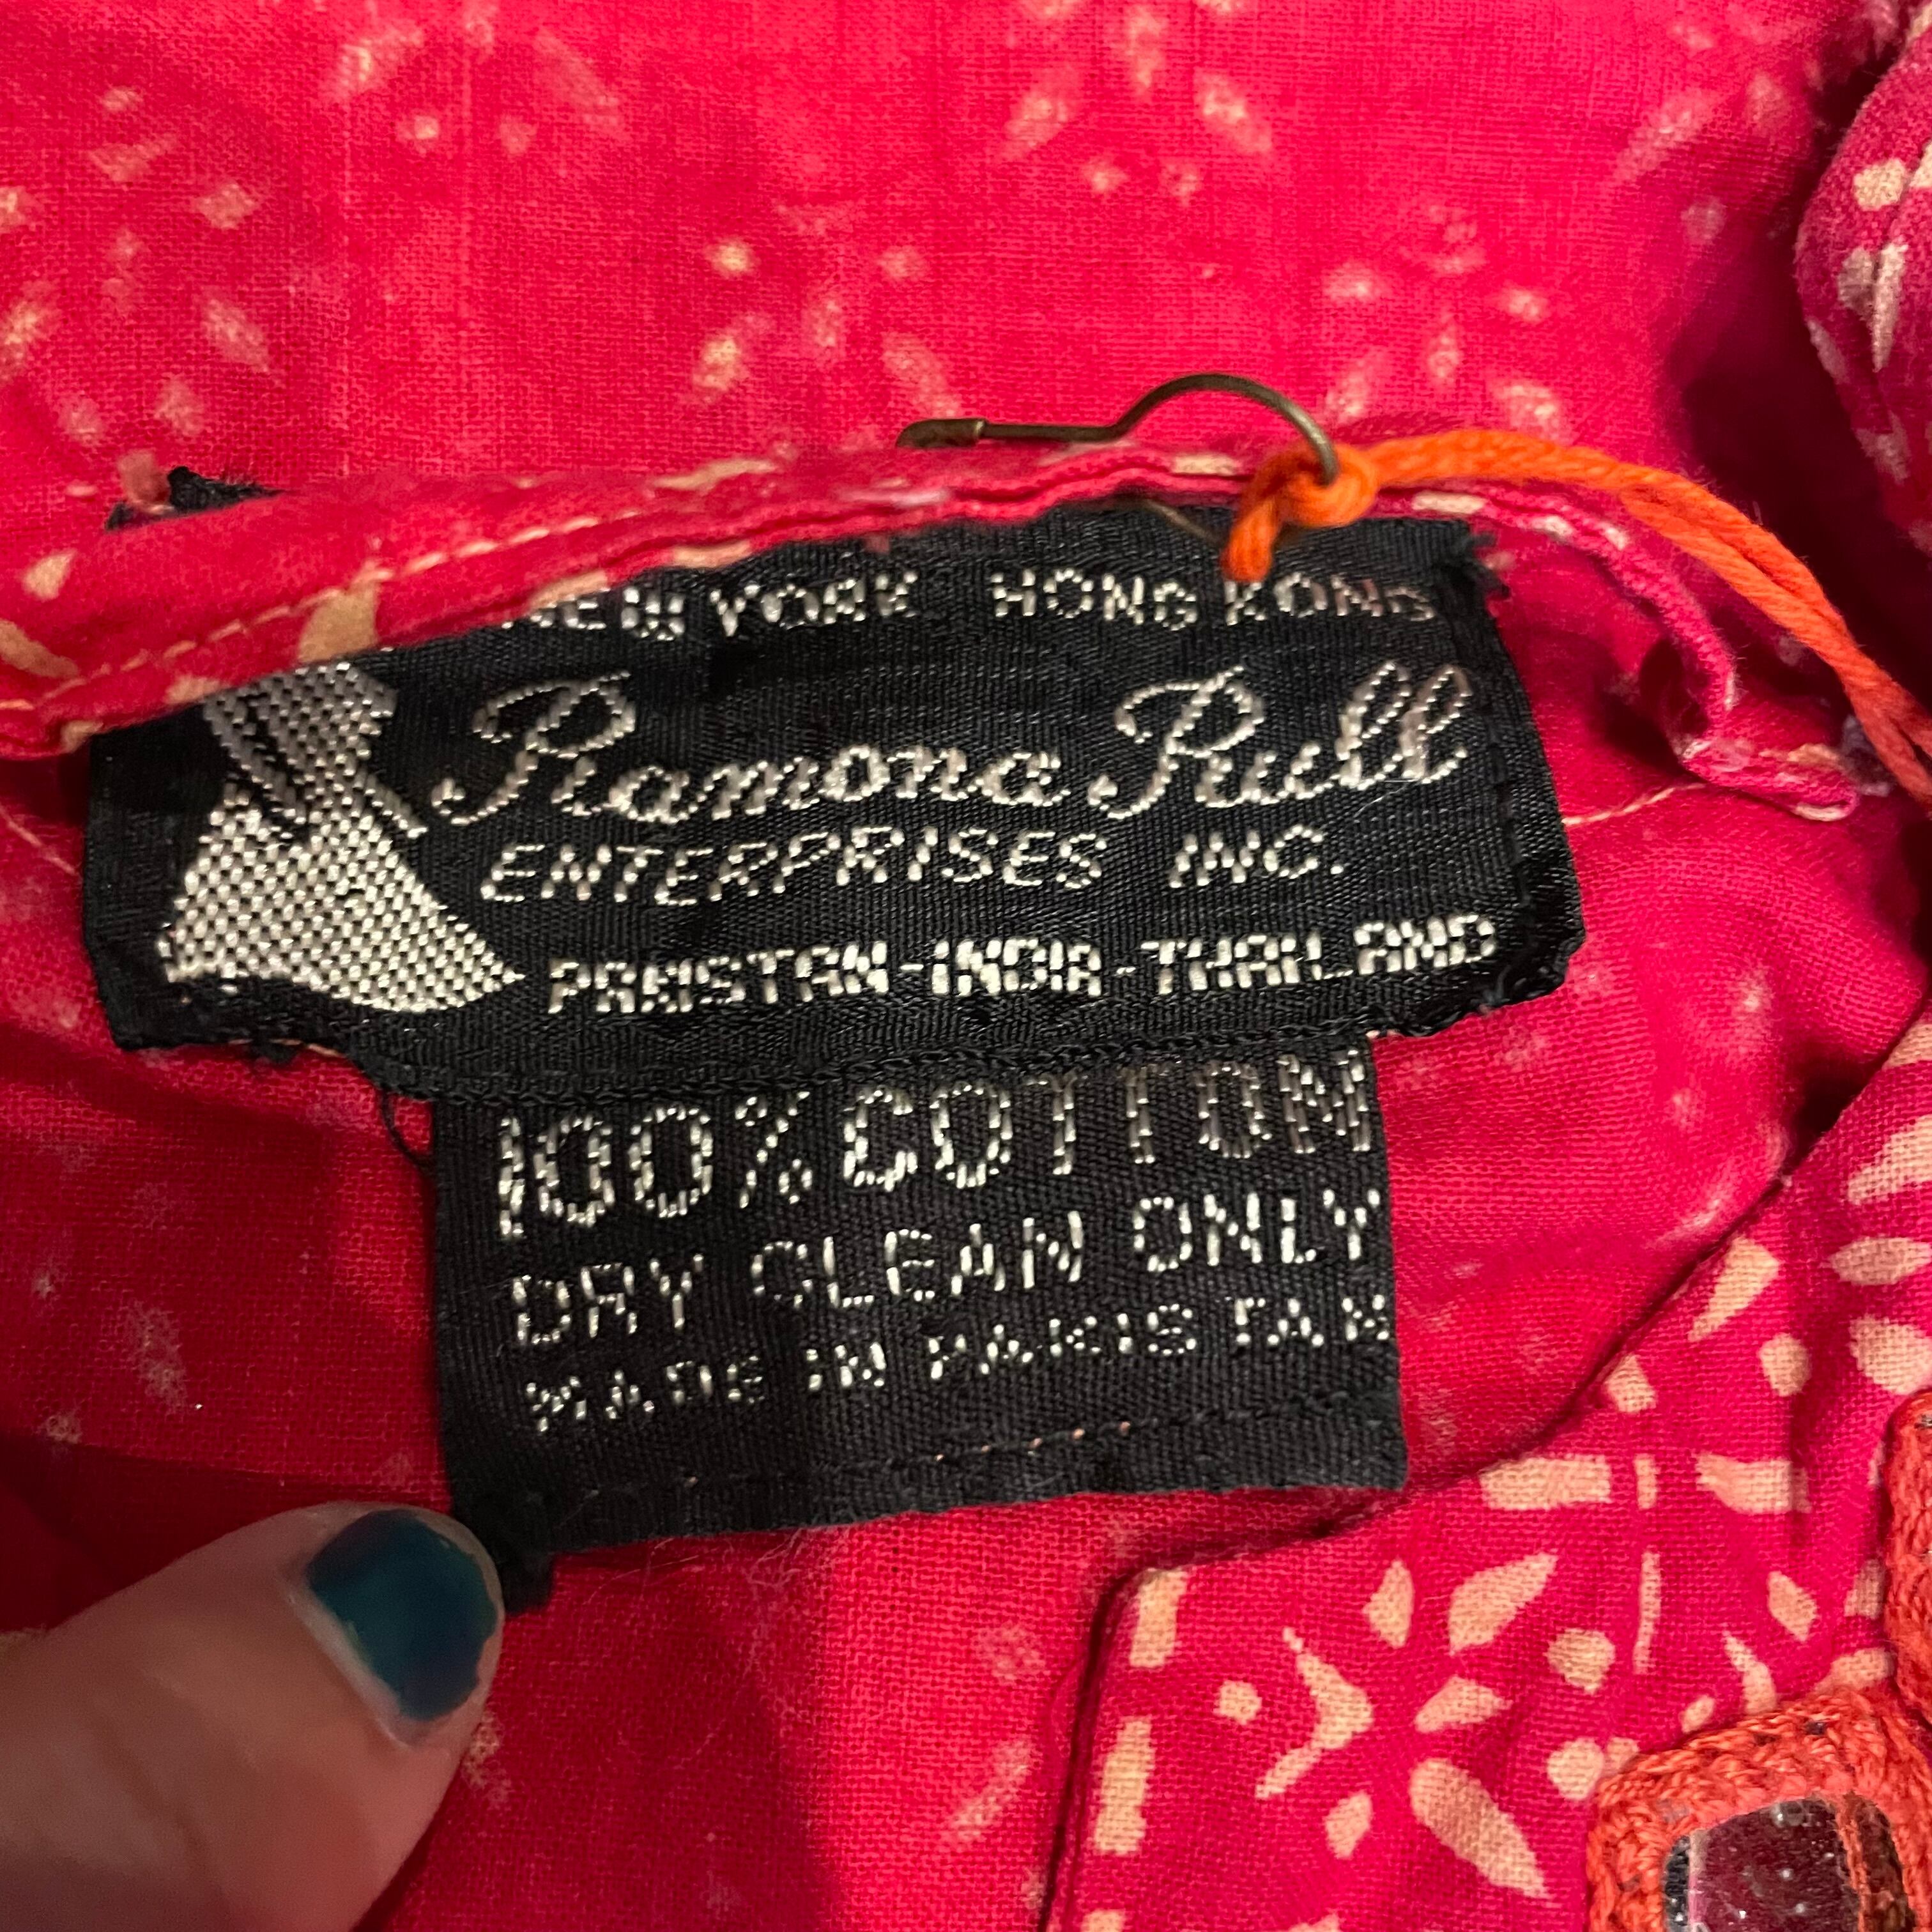 NEW YORK HONG KONG
Ramona Rull
ENTERPRISES INC.
PAKISTAN-INDIA-THAILAND
100% COTTON
DRY CLEAN ONLY
MADE IN PAKISTAN